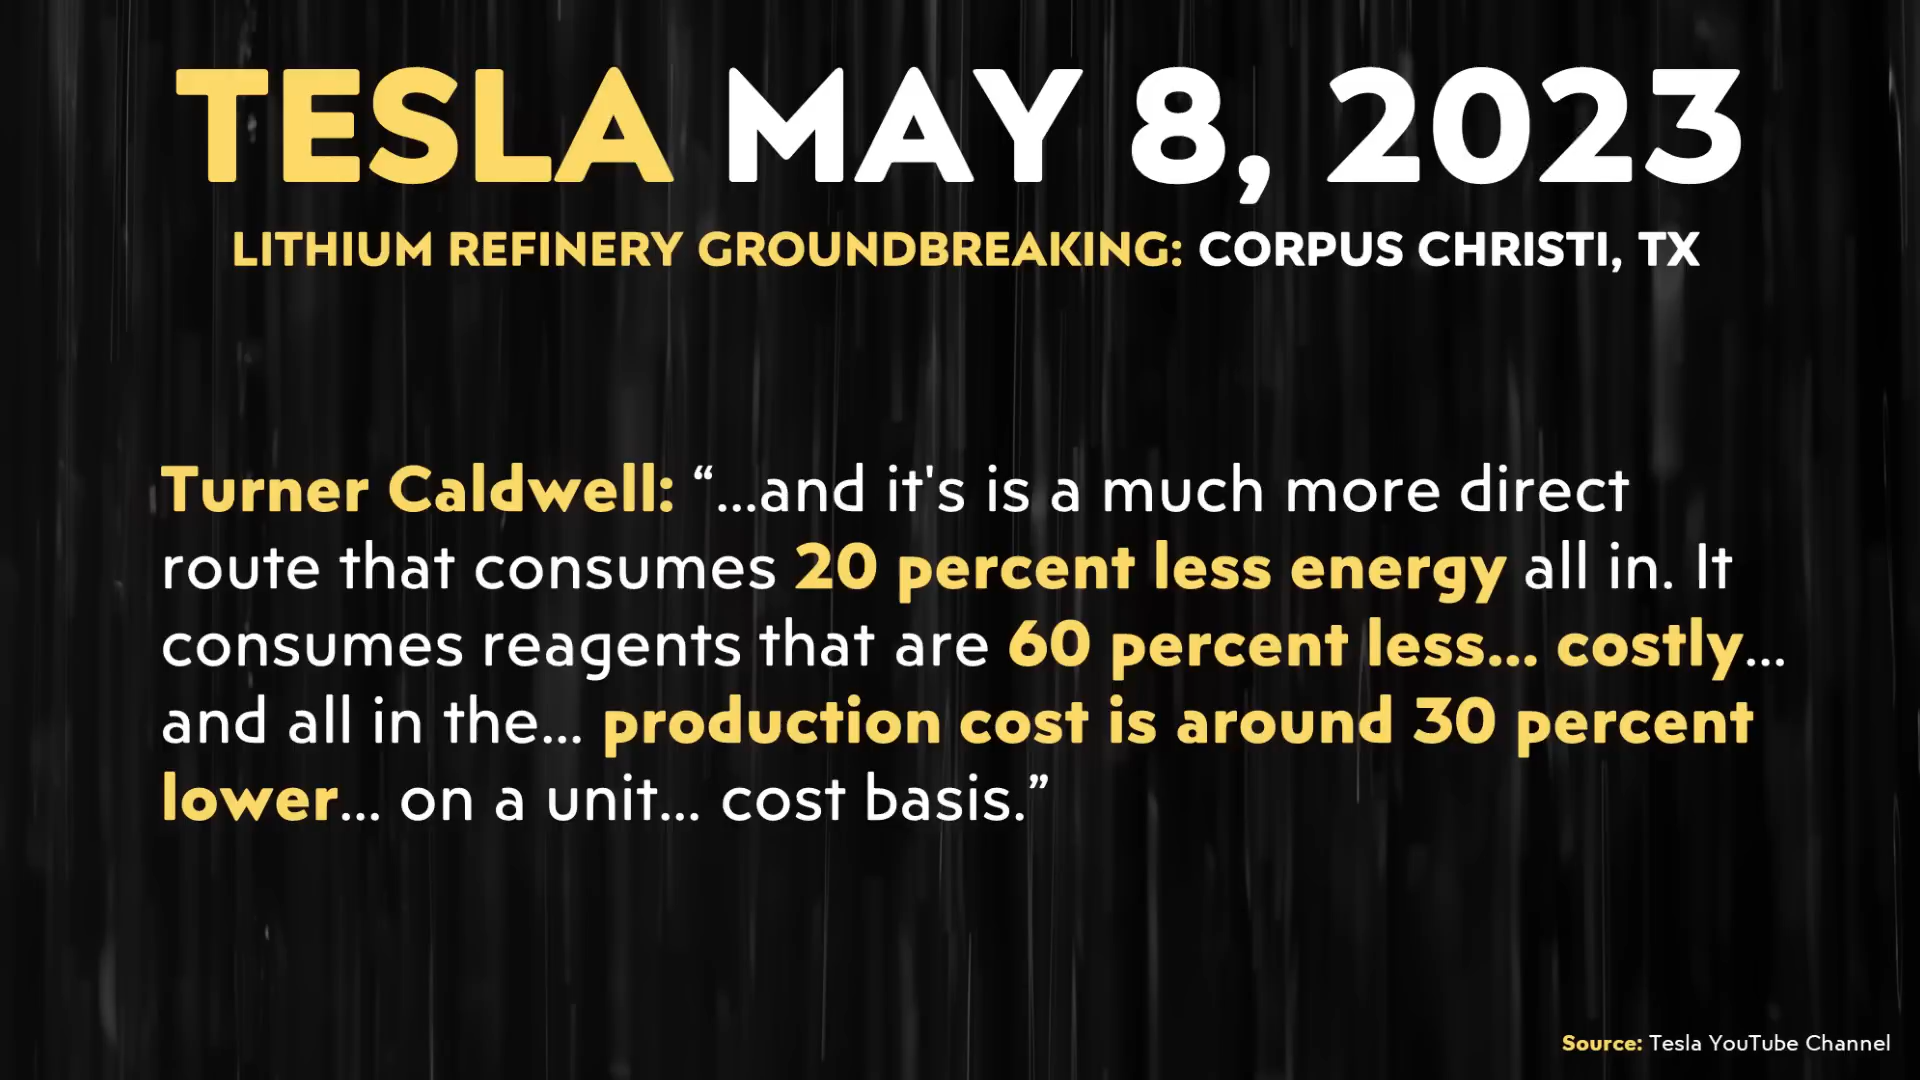 TESLA MAY 8, 2023
LITHIUM REFINERY GROUNDBREAKING: CORPUS CHRISTI, TX
Turner Caldwell: “...and it's is a much more direct
route that consumes 20 percent less energy all in. It
consumes reagents that are 60 percent less... costly...
and all in the... production cost is around 30 percent
lower... on a unit... cost basis.”
Source: Tesla YouTube Channel